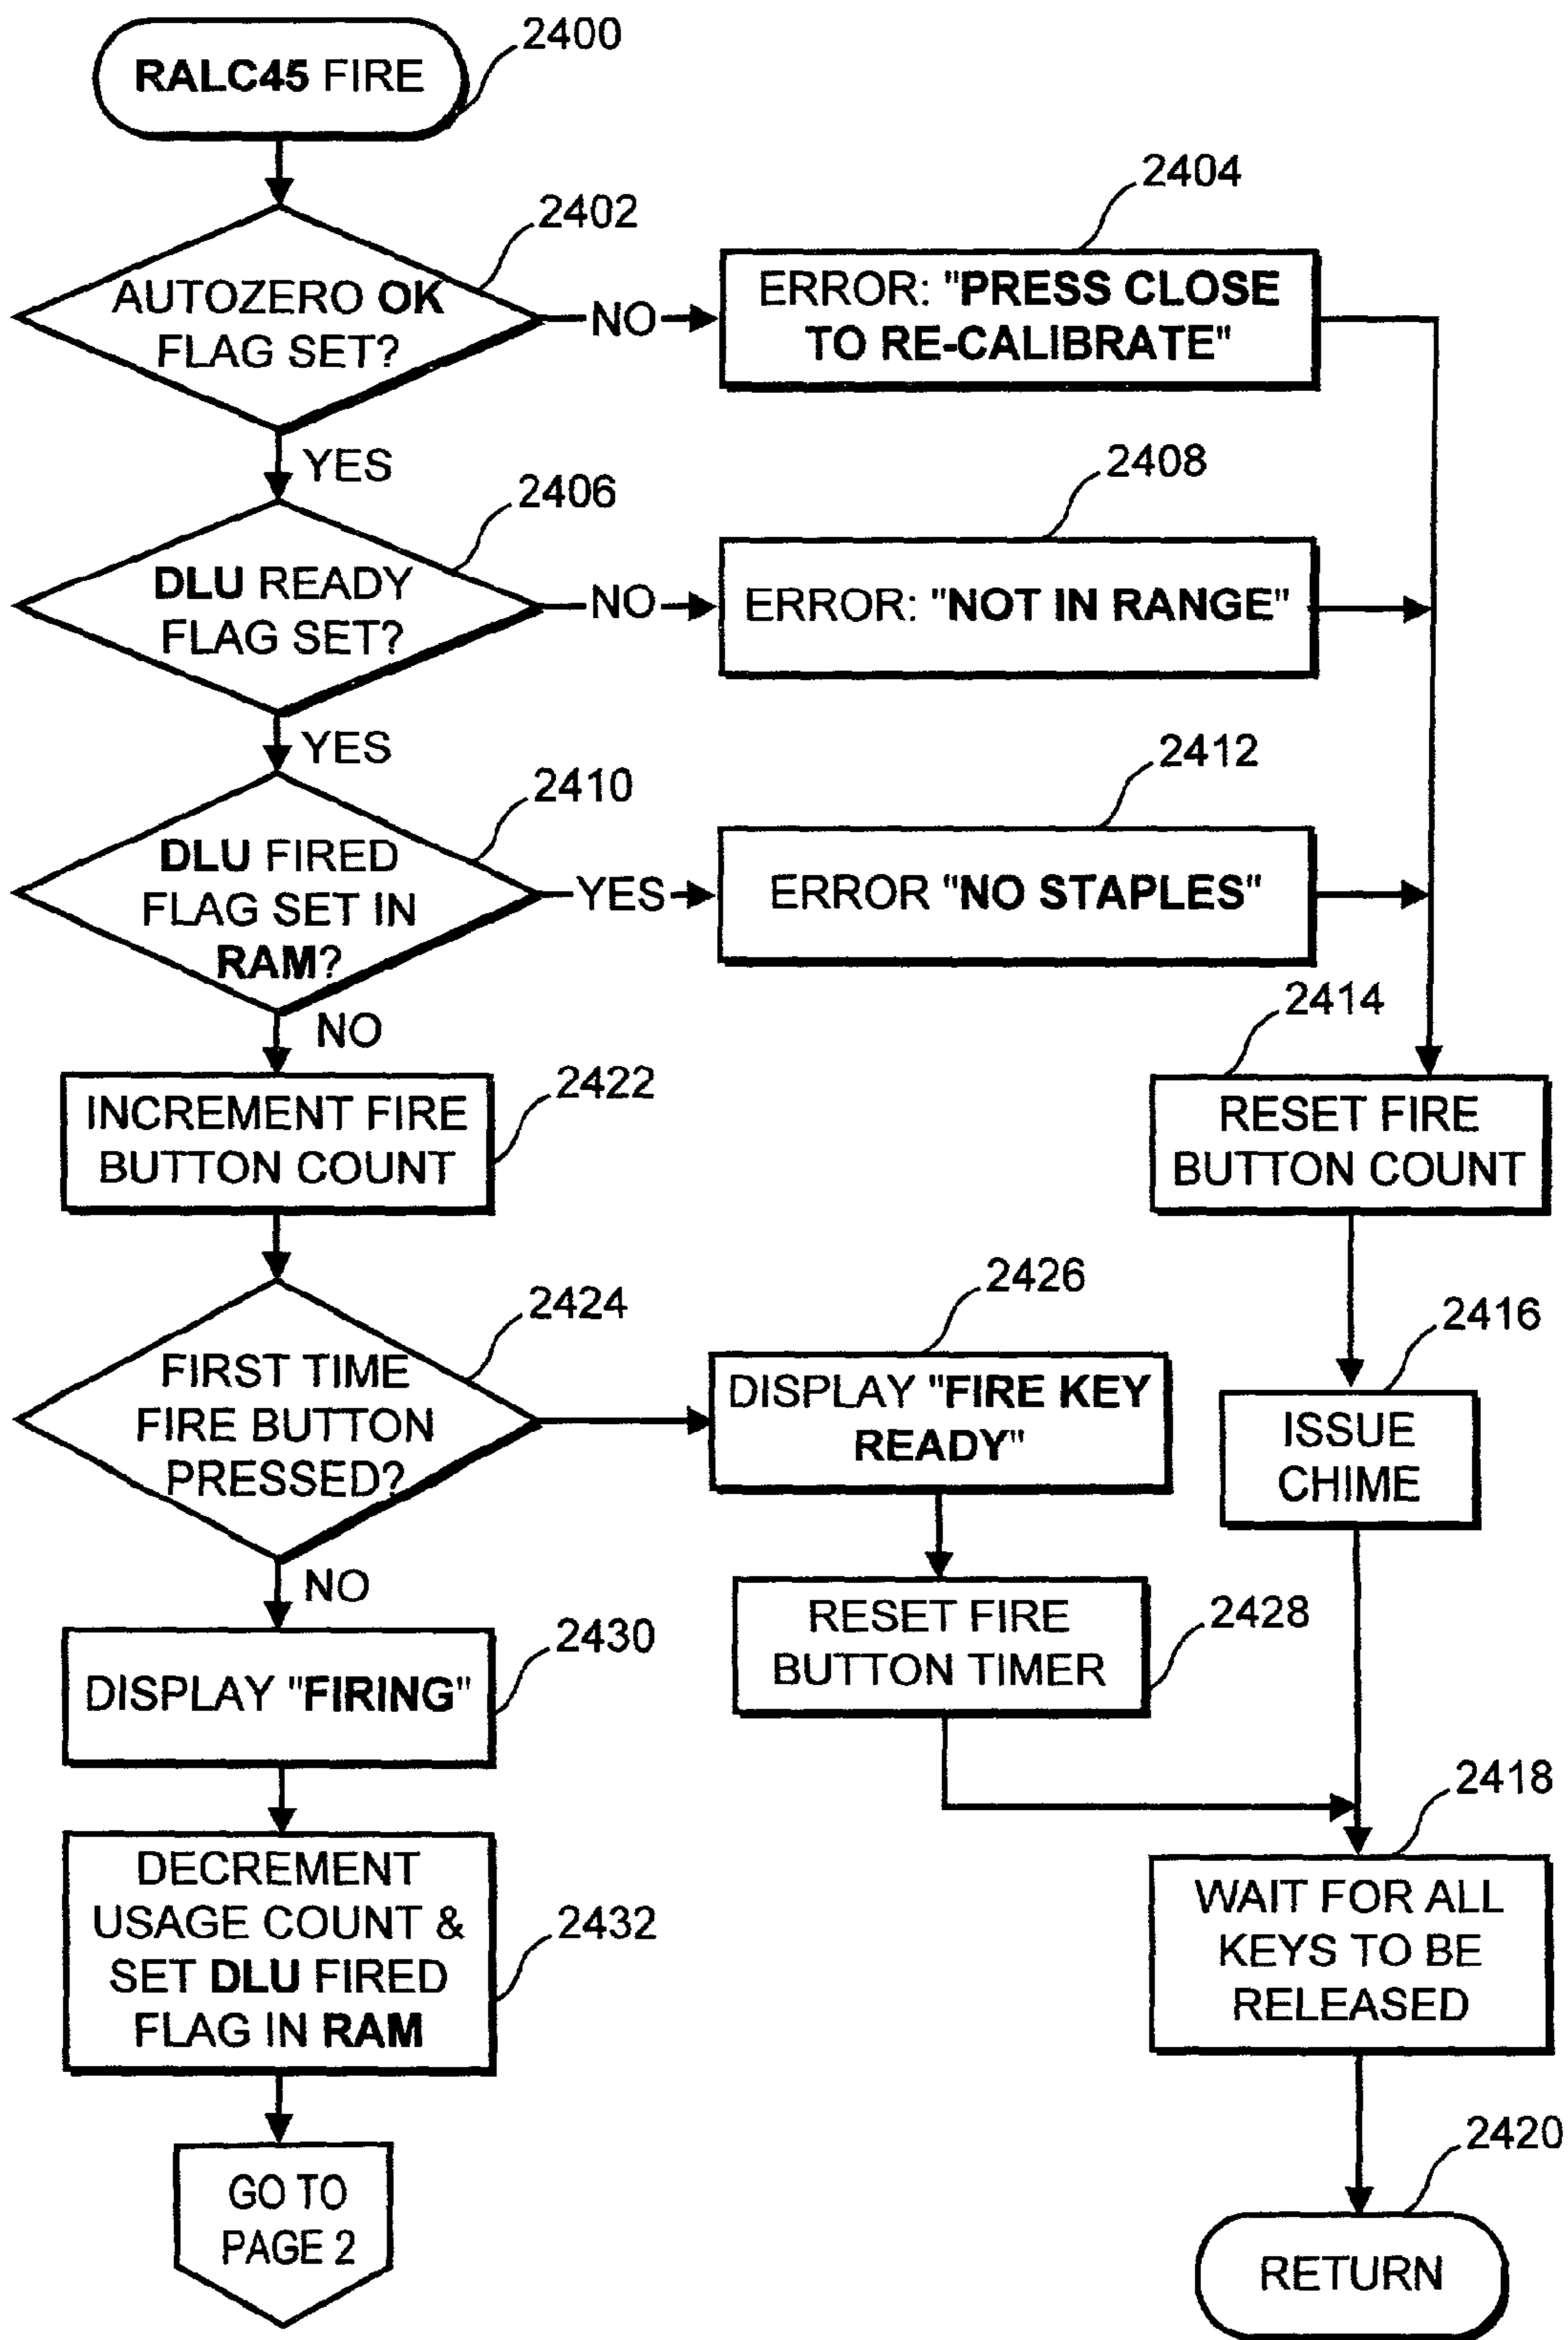 2400
RALC45 FIRE
2404
2402
AUTOZERO OK
FLAG SET?
NO
ERROR: "PRESS CLOSE
TO RE-CALIBRATE"
YES
2408
2406
DLU READY
FLAG SET?
NO
ERROR: "NOT IN RANGE"
YES
2412
2410
DLU FIRED
FLAG SET IN
RAM?
YES
ERROR "NO STAPLES"
2414
NO
2422
INCREMENT FIRE
BUTTON COUNT
RESET FIRE
BUTTON COUNT
2426
2424
2416
FIRST TIME
FIRE BUTTON
PRESSED?
DISPLAY "FIRE KEY
READY"
ISSUE
CHIME
NO
2430
RESET FIRE
BUTTON TIMER
2428
DISPLAY "FIRING"
2418
DECREMENT
USAGE COUNT &
SET DLU FIRED
FLAG IN RAM
2432
WAIT FOR ALL
KEYS TO BE
RELEASED
2420
GO TO
PAGE 2
RETURN